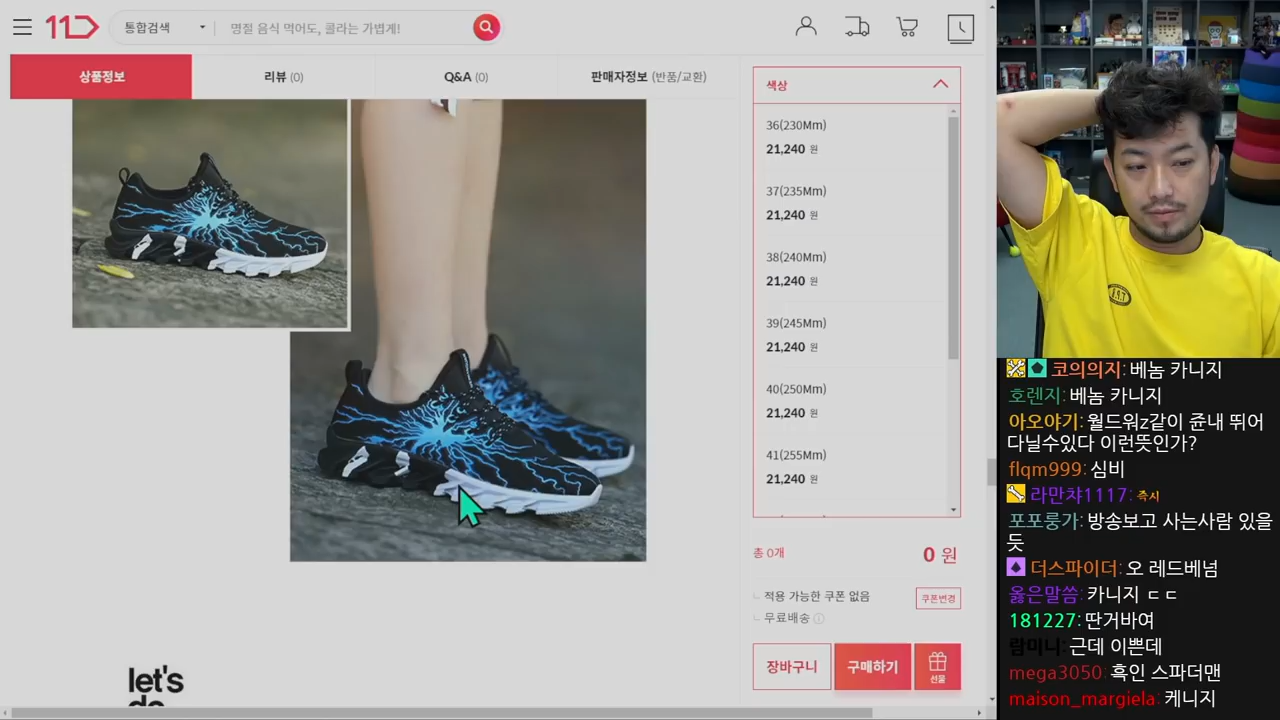 11
통합검색
명절 음식 먹어도, 콜라는 가볍게!
상품정보
리뷰 (0)
Q&A (0)
판매자정보 (반품/교환)
색상
36(230Mm)
21,240 원
37(235Mm)
21,240 원
38(240Mm)
21,240 원
39(245Mm)
21,240 원
40(250Mm)
21,240 원
41(255Mm)
21,240 원
총 0개
0 원
적용 가능한 쿠폰 없음
쿠폰변경
무료배송
장바구니
구매하기
선물
let's
do
코의의지: 베놈 카니지
호렌지: 베놈 카니지
아오야기: 월드워z같이 쥰내 뛰어
다닐수있다 이런뜻인가?
flqm999: 심비
라만챠1117: 즉시
포포룽가: 방송보고 사는사람 있을
듯
더스파이더: 오 레드베넘
옳은말씀: 카니지 ㄷㄷ
181227: 딴거바여
람미니: 근데 이쁜데
mega3050: 흑인 스파더맨
maison_margiela: 케니지